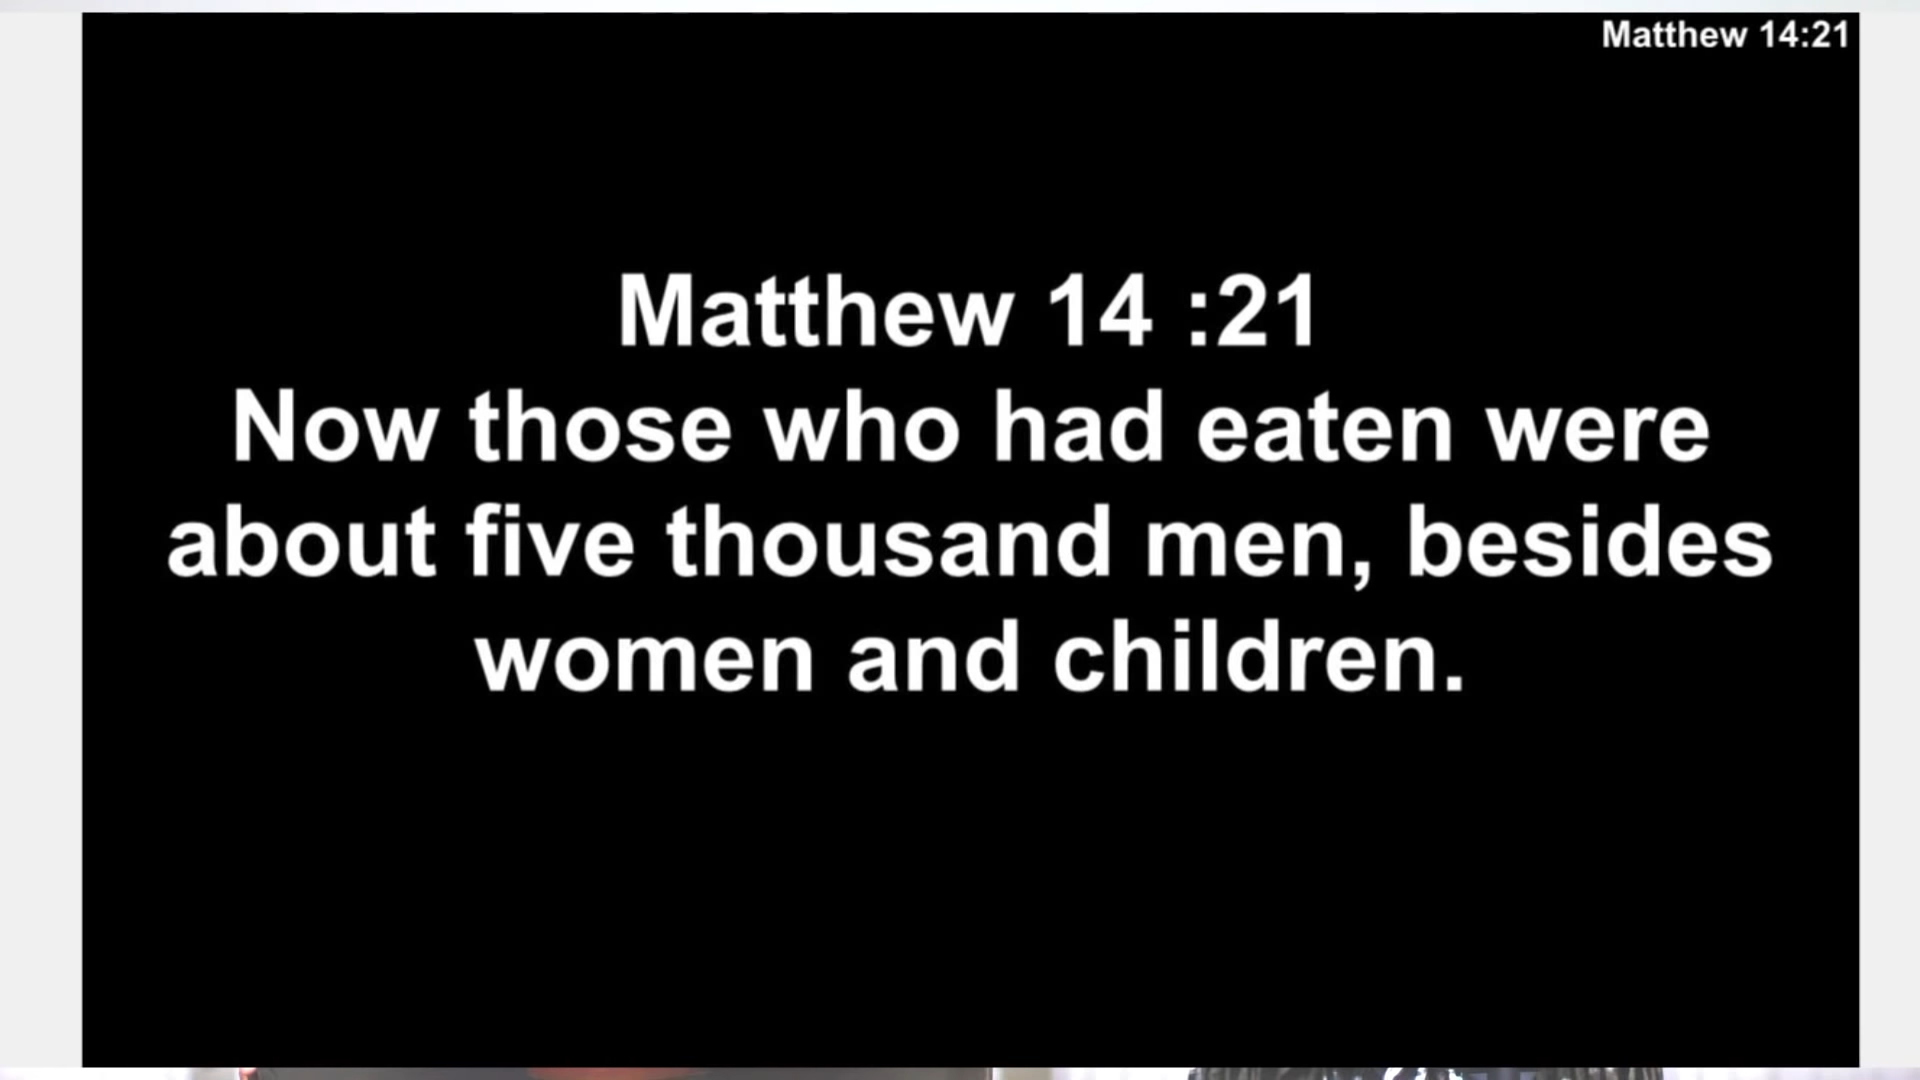 Matthew 14:21
Matthew 14 :21
Now those who had eaten were
about five thousand men, besides
women and children.